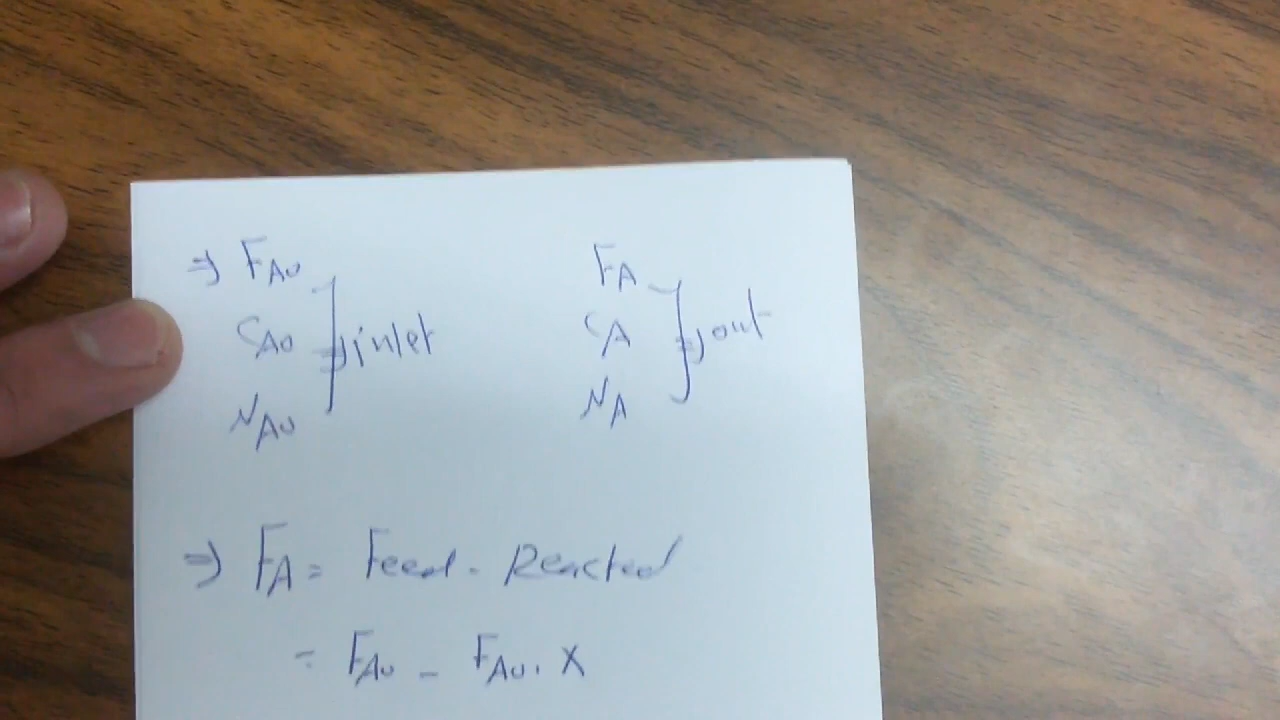 ⇒ FA0 FA
CA0 ⇒ inlet CA ⇒ out
NA0 NA
⇒ FA = Feed - Reacted
= FA0 - FA0 . X